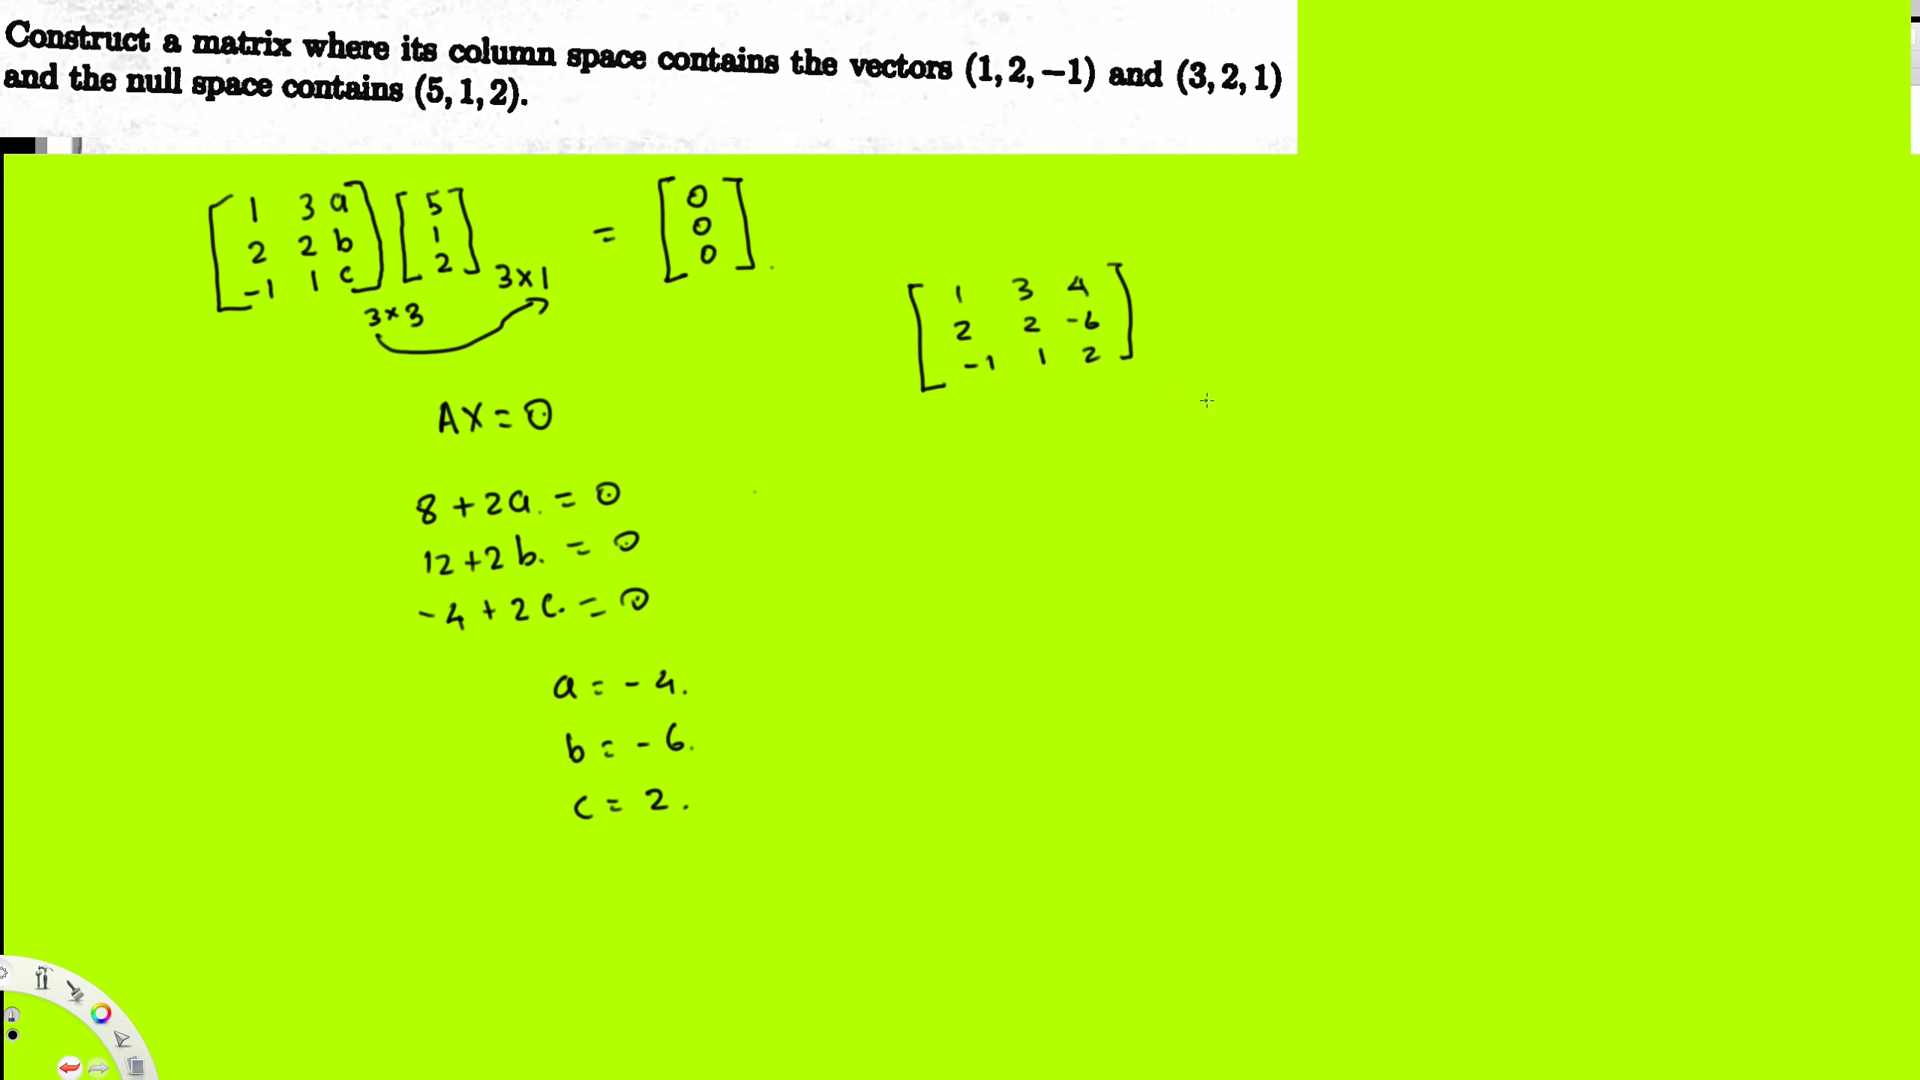 Construct a matrix where its column space contains the vectors (1, 2, −1) and (3, 2, 1)
and the null space contains (5, 1, 2).
[1 3 a] [5] = [0]
[2 2 b] [1] [0]
[-1 1 c] [2] [0].
3×3 3×1
[1 3 4]
[2 2 -6]
[-1 1 2]
AX = 0
8 + 2a. = 0
12 + 2b. = 0
-4 + 2c. = 0
a = -4.
b = -6.
c = 2.